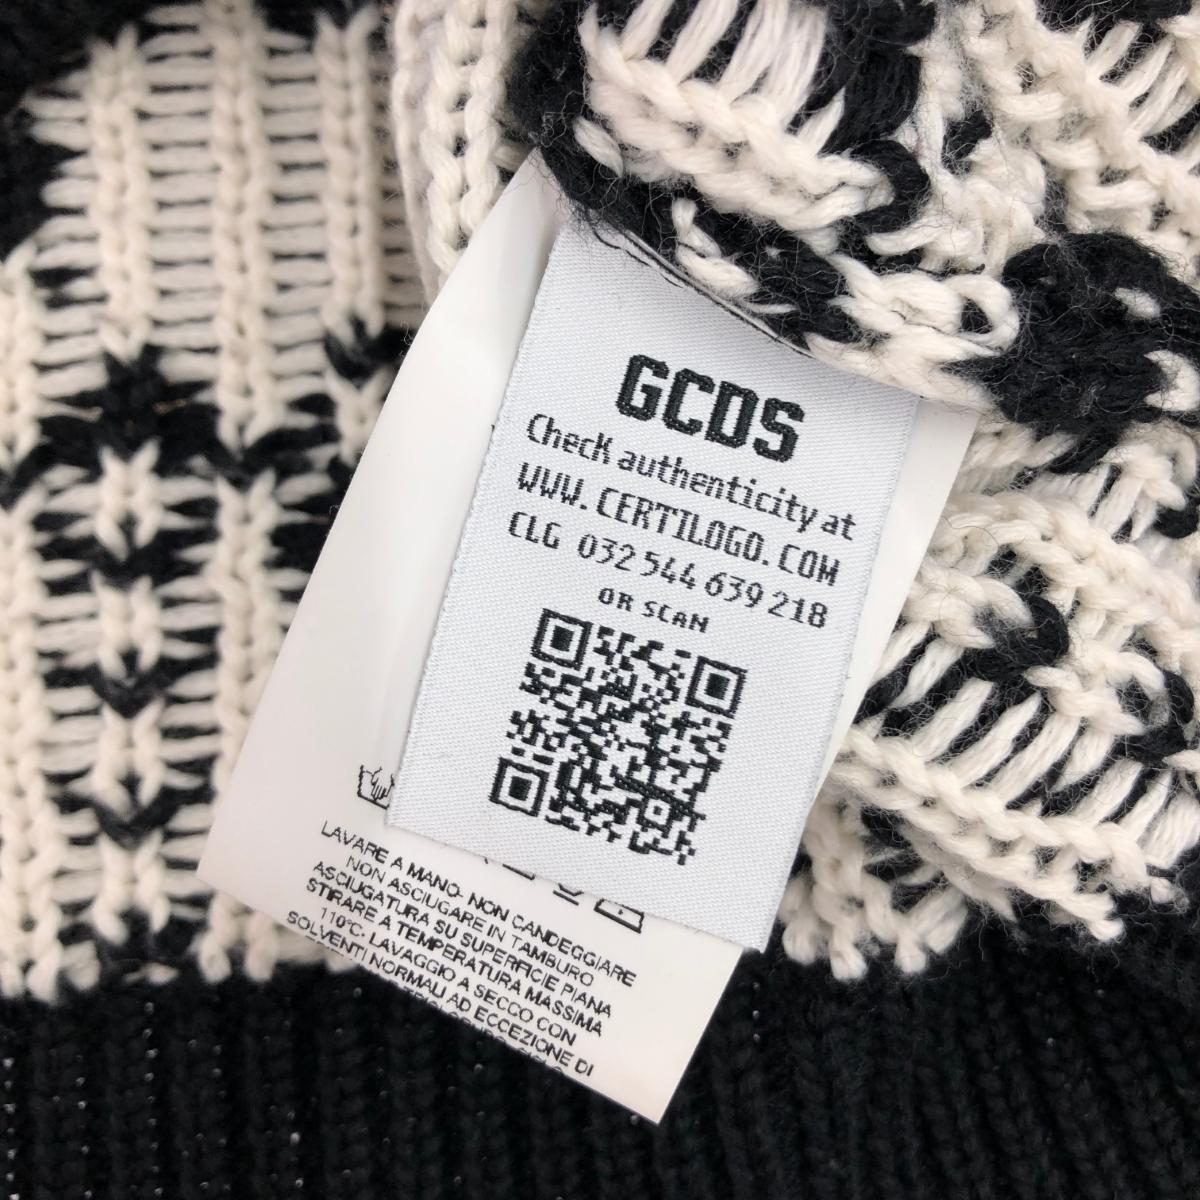 GCDS
Check authenticity at
WWW.CERTILOGO.COM
CLG 032 544 639 218
OR SCAN
LAVARE A MANO- NON CANDEGGIARE
NON ASCIUGARE IN TAMBURO
ASCIUGATURA SU SUPERFICIE PIANA
STIRARE A TEMPERATURA MASSIMA
110°C- LAVAGGIO A SECCO CON
SOLVENTI NORMALI AD ECCEZIONE DI